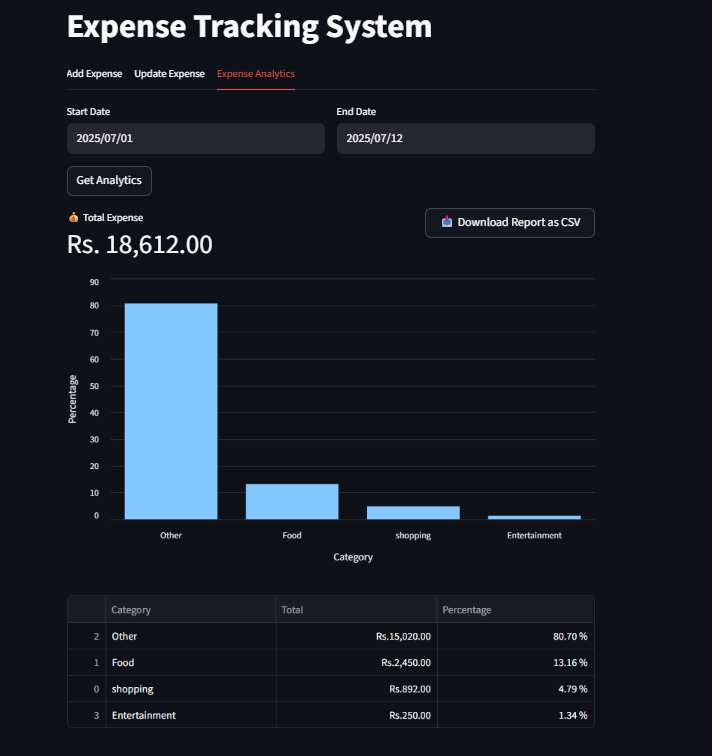 Expense Tracking System
Add Expense Update Expense Expense Analytics
Start Date End Date
2025/07/01 2025/07/12
Get Analytics
💰 Total Expense
📥 Download Report as CSV
Rs. 18,612.00
90
80
70
60
50
40
30
20
10
0
Percentage
Other Food shopping Entertainment
Category
Category Total Percentage
2 Other Rs.15,020.00 80.70 %
1 Food Rs.2,450.00 13.16 %
0 shopping Rs.892.00 4.79 %
3 Entertainment Rs.250.00 1.34 %